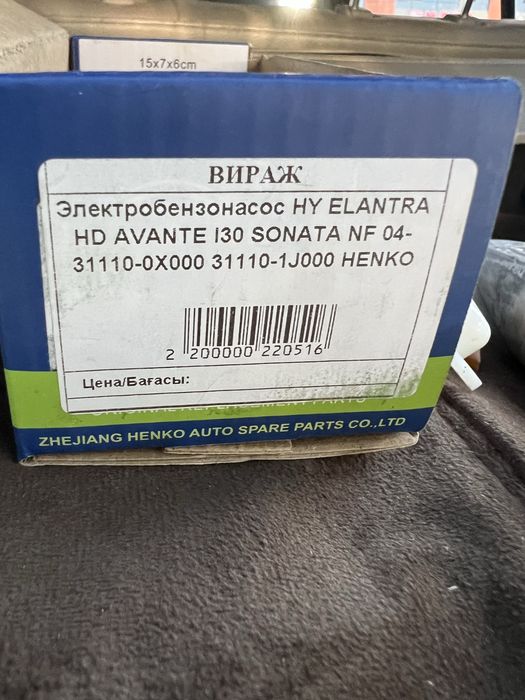 15x7x6cm
ВИРАЖ
Электробензонасос HY ELANTRA
HD AVANTE I30 SONATA NF 04-
31110-0X000 31110-1J000 HENKO
2 200000 220516
Цена/Бағасы:
ZHEJIANG HENKO AUTO SPARE PARTS CO.,LTD